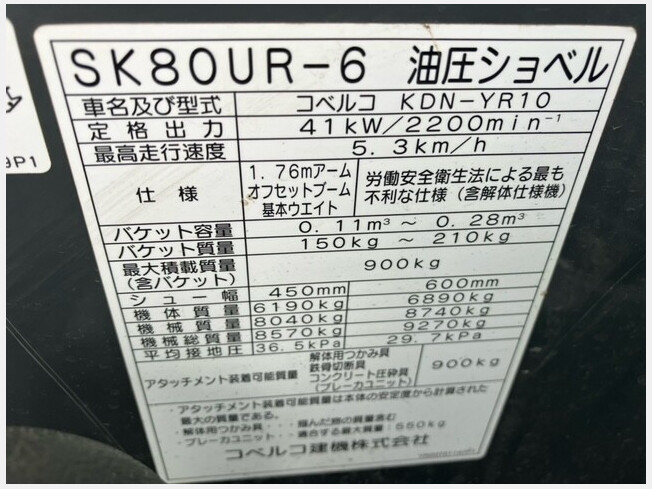 SK80UR-6 油圧ショベル
車名及び型式 コベルコ KDN-YR10
定格出力 41kW/2200min⁻¹
最高走行速度 5.3km/h
仕様 1.76mアーム オフセットブーム 基本ウエイト 労働安全衛生法による最も不利な仕様(含解体仕様機)
バケット容量 0.11m³ ～ 0.28m³
バケット質量 150kg ～ 210kg
最大積載質量(含バケット) 900kg
シュー幅 450mm 600mm
機体質量 6190kg 6890kg
機械質量 8040kg 8740kg
機械総質量 8570kg 9270kg
平均接地圧 36.5kPa 29.7kPa
アタッチメント装着可能質量 解体用つかみ具 鉄骨切断具 コンクリート圧砕具 (ブレーカユニット) 900kg
・アタッチメント装着可能質量は本体の安定度から計算された
最大の質量である。
・解体用つかみ具・・・掴んだ物の質量含む
・ブレーカユニット・・・適合する最大質量：550kg
コベルコ建機株式会社
9P1